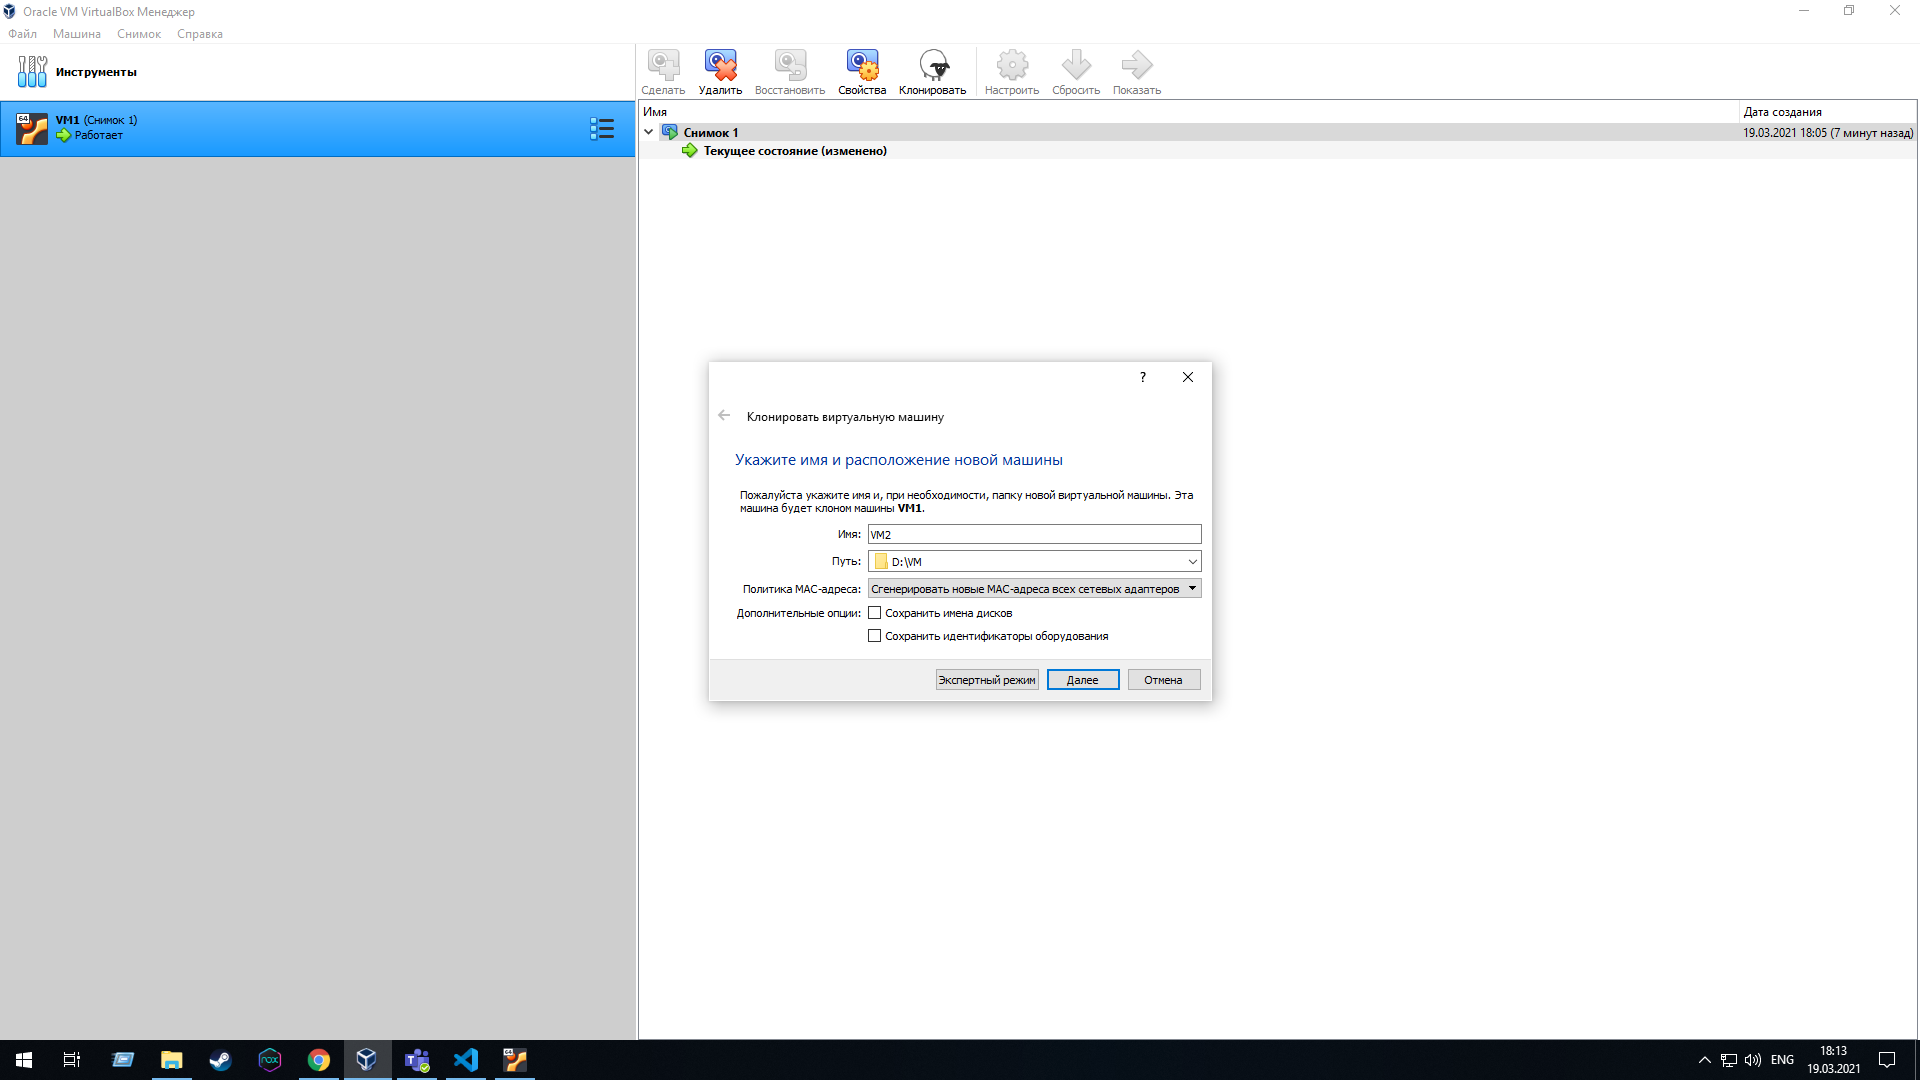 Oracle VM VirtualBox Менеджер
Файл Машина Снимок Справка
Инструменты
Сделать Удалить Восстановить Свойства Клонировать Настроить Сбросить Показать
64 VM1 (Снимок 1)
Работает
Имя Дата создания
Снимок 1 19.03.2021 18:05 (7 минут назад)
Текущее состояние (изменено)
?
Клонировать виртуальную машину
Укажите имя и расположение новой машины
Пожалуйста укажите имя и, при необходимости, папку новой виртуальной машины. Эта
машина будет клоном машины VM1.
Имя: VM2
Путь: D:\VM
Политика MAC-адреса: Сгенерировать новые MAC-адреса всех сетевых адаптеров
Дополнительные опции: Сохранить имена дисков
Сохранить идентификаторы оборудования
Экспертный режим Далее Отмена
nox T 64 ENG 18:13
19.03.2021